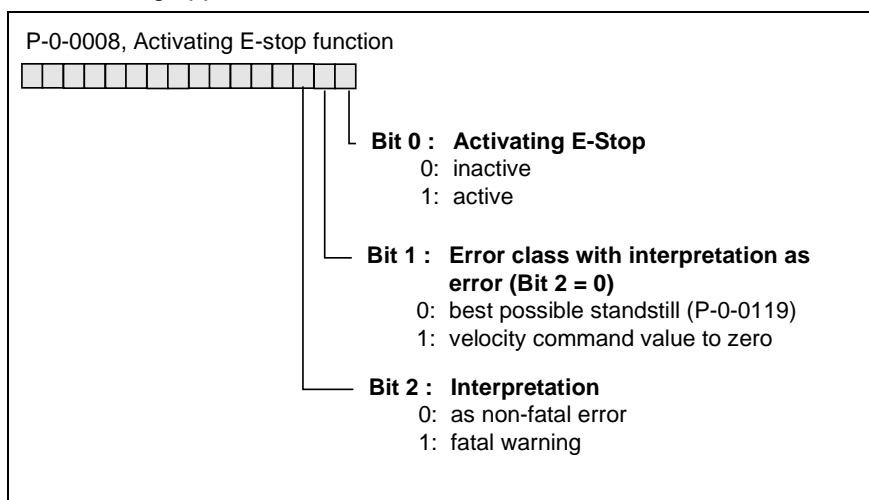 P-0-0008, Activating E-stop function
Bit 0 : Activating E-Stop
0: inactive
1: active
Bit 1 : Error class with interpretation as
error (Bit 2 = 0)
0: best possible standstill (P-0-0119)
1: velocity command value to zero
Bit 2 : Interpretation
0: as non-fatal error
1: fatal warning